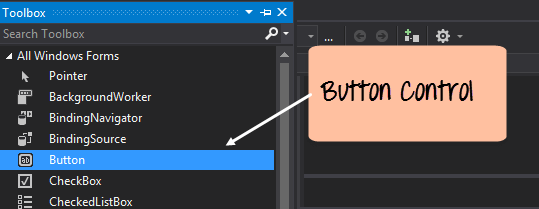 Toolbox
Search Toolbox
...
All Windows Forms
Pointer
BackgroundWorker
BindingNavigator
BindingSource
Button
CheckBox
CheckedListBox
Button Control